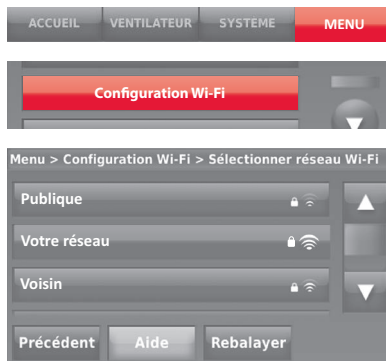 ACCUEIL VENTILATEUR SYSTEME MENU
Configuration Wi-Fi
Menu > Configuration Wi-Fi > Sélectionner réseau Wi-Fi
Publique
Votre réseau
Voisin
Précédent Aide Rebalayer